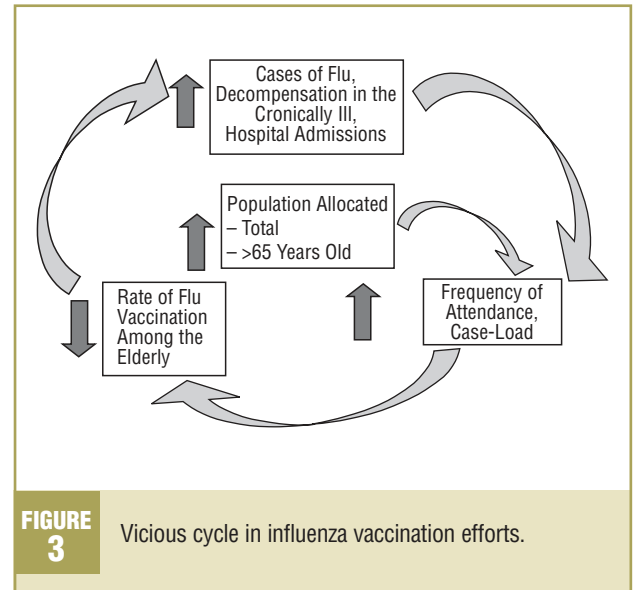 Cases of Flu,
Decompensation in the
Cronically Ill,
Hospital Admissions
Population Allocated
– Total
– >65 Years Old
Rate of Flu
Vaccination
Among the
Elderly
Frequency of
Attendance,
Case-Load
FIGURE
3
Vicious cycle in influenza vaccination efforts.